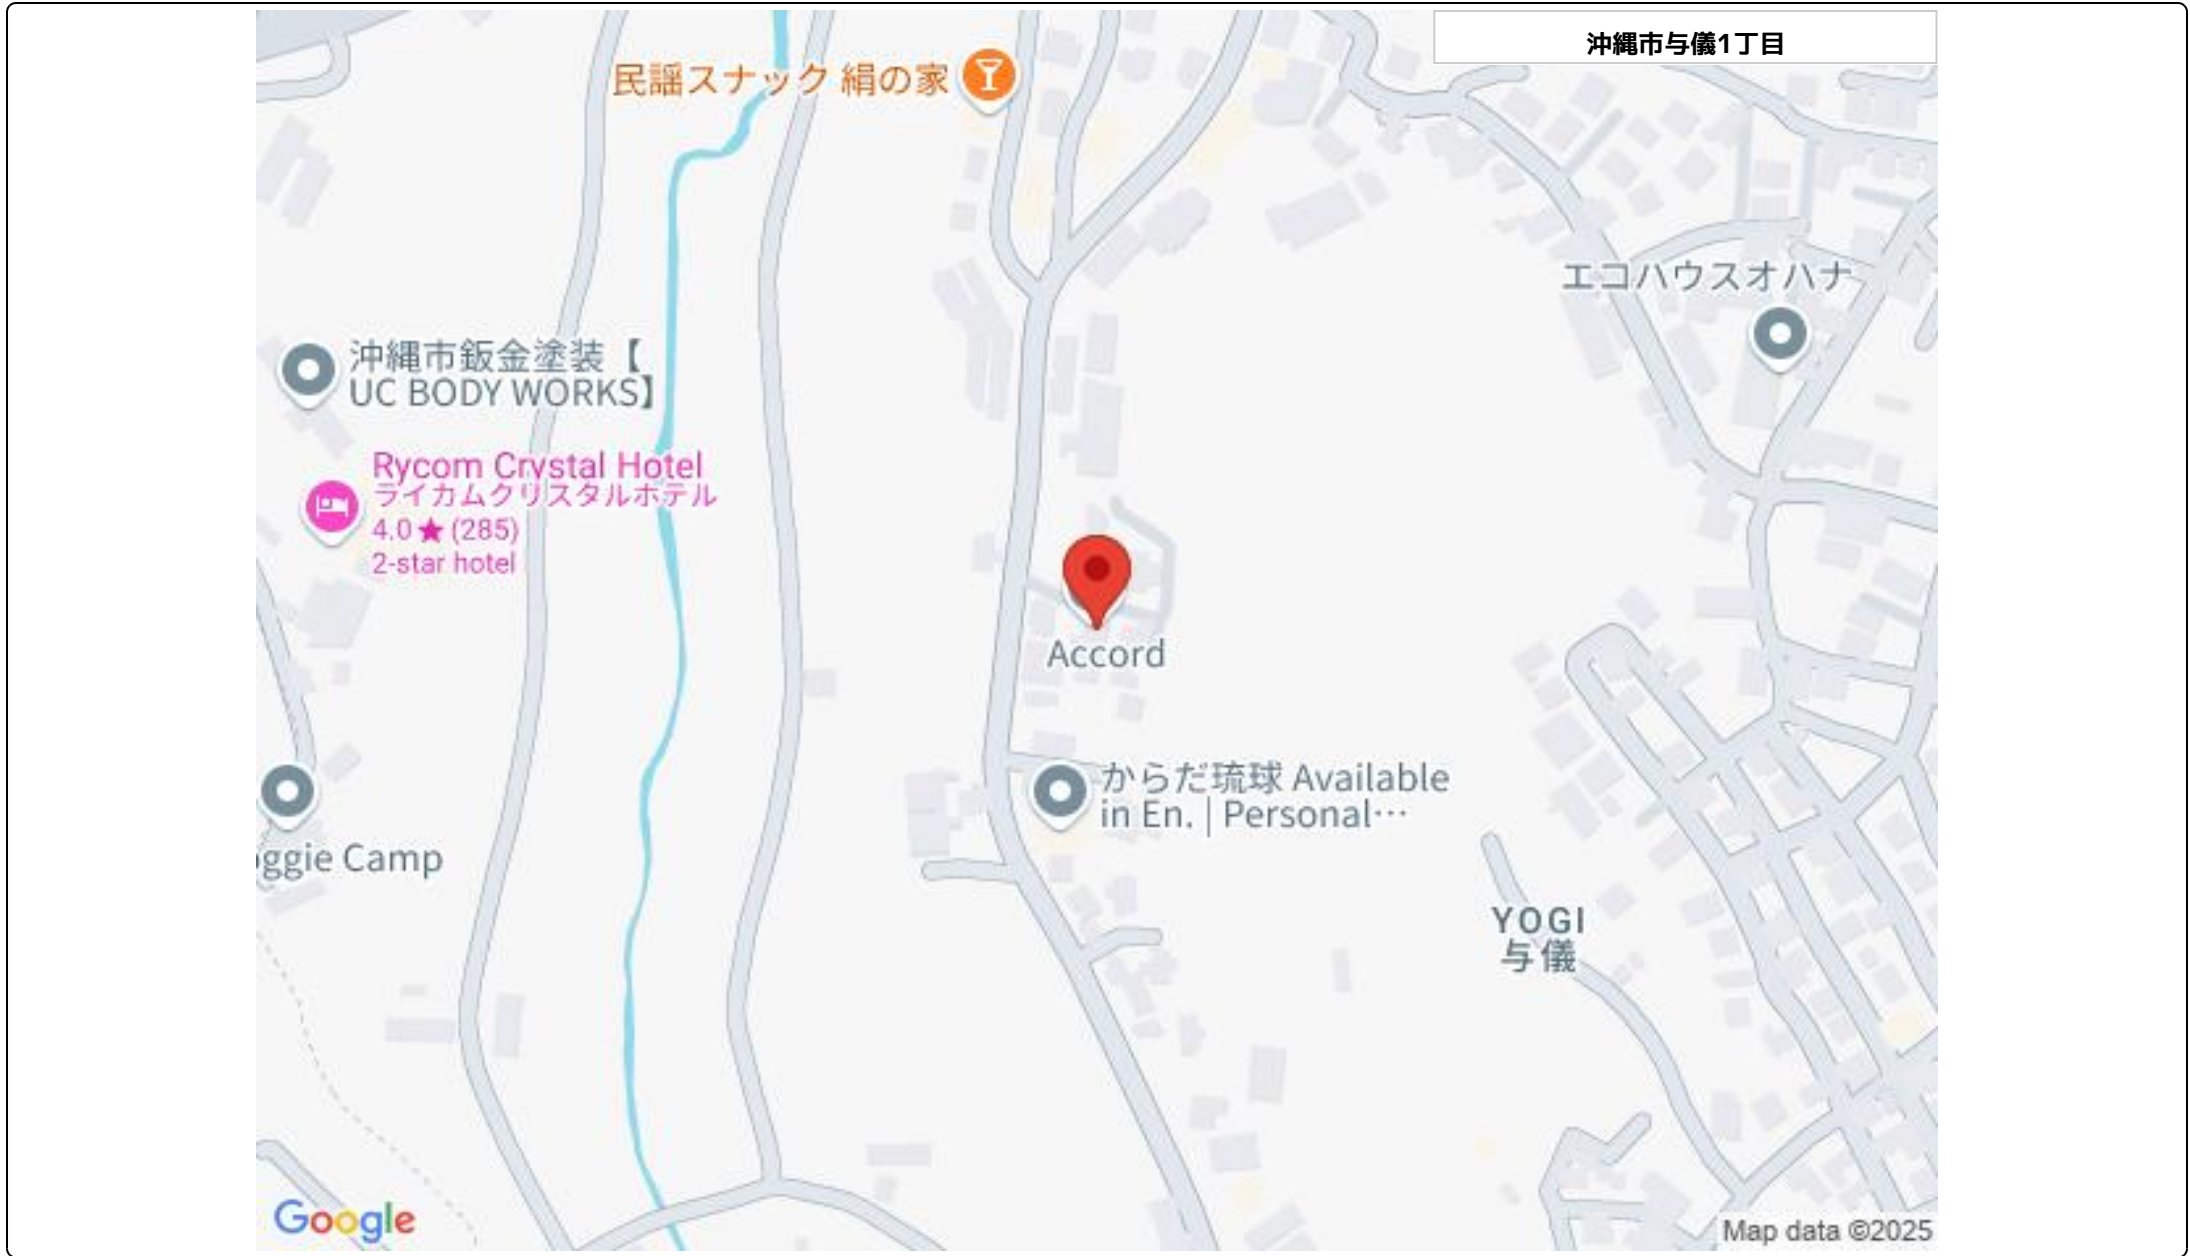 沖縄市与儀1丁目
民謡スナック 絹の家
エコハウスオハナ
沖縄市鈑金塗装【
UC BODY WORKS】
Rycom Crystal Hotel
ライカムクリスタルホテル
4.0★(285)
2-star hotel
Accord
からだ琉球 Available
in En. | Personal…
oggie Camp
YOGI
与儀
Google
Map data ©2025